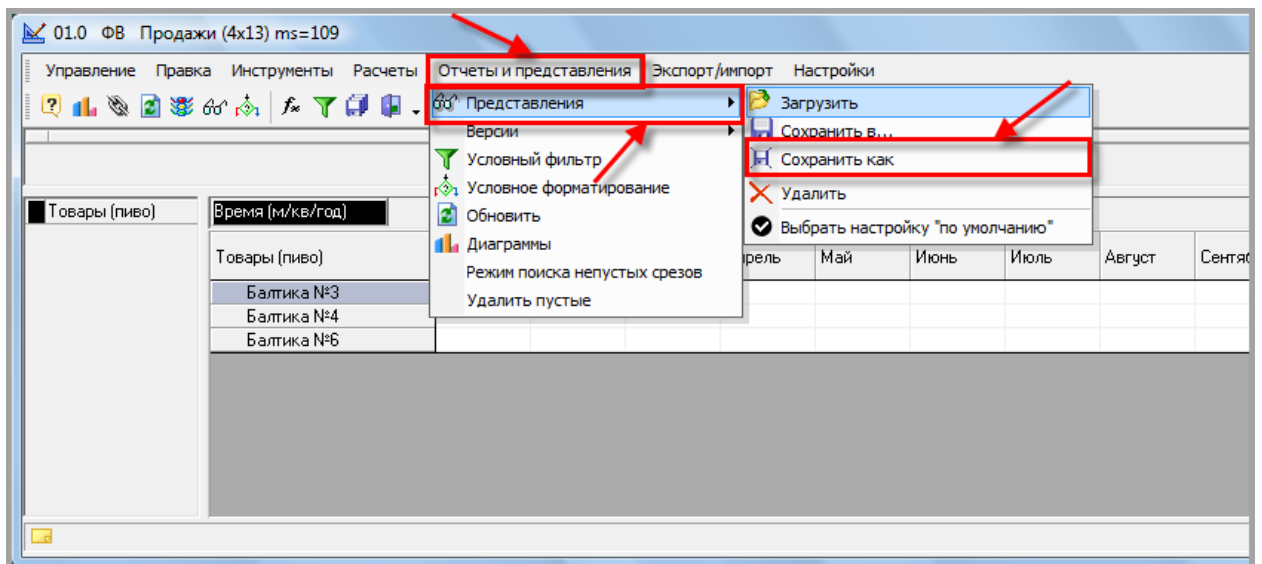 01.0 ФВ Продажи (4x13) ms=109
Управление Правка Инструменты Расчеты Отчеты и представления Экспорт/импорт Настройки
Представления
Версии
Условный фильтр
Условное форматирование
Обновить
Диаграммы
Режим поиска непустых срезов
Удалить пустые
Загрузить
Сохранить в...
Сохранить как
Удалить
Выбрать настройку "по умолчанию"
Товары (пиво)
Время (м/кв/год)
Товары (пиво) Май Июнь Июль Август
Балтика №3
Балтика №4
Балтика №6